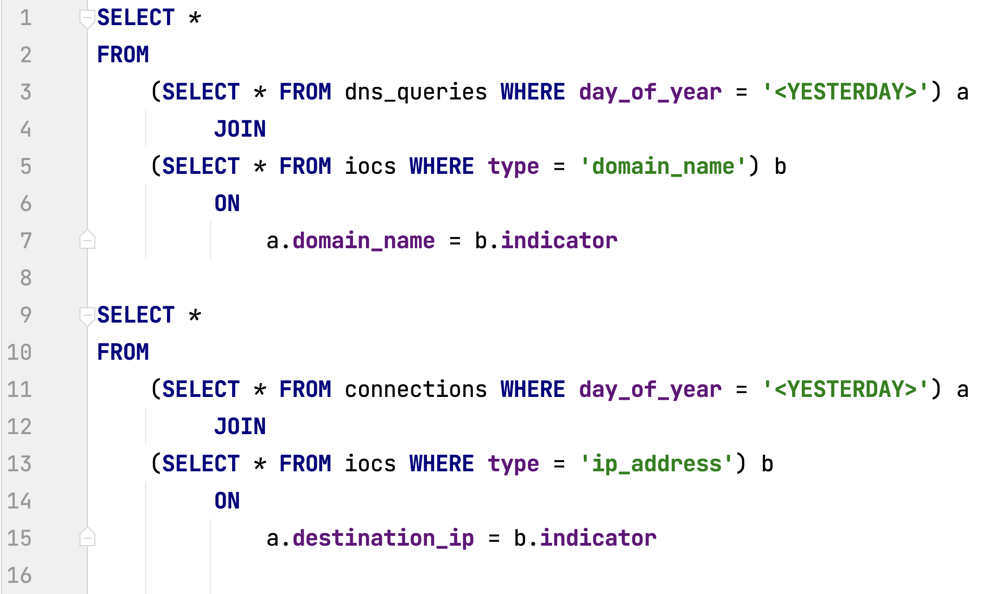 1 SELECT *
2 FROM
3 (SELECT * FROM dns_queries WHERE day_of_year = '<YESTERDAY>') a
4 JOIN
5 (SELECT * FROM iocs WHERE type = 'domain_name') b
6 ON
7 a.domain_name = b.indicator
8
9 SELECT *
10 FROM
11 (SELECT * FROM connections WHERE day_of_year = '<YESTERDAY>') a
12 JOIN
13 (SELECT * FROM iocs WHERE type = 'ip_address') b
14 ON
15 a.destination_ip = b.indicator
16